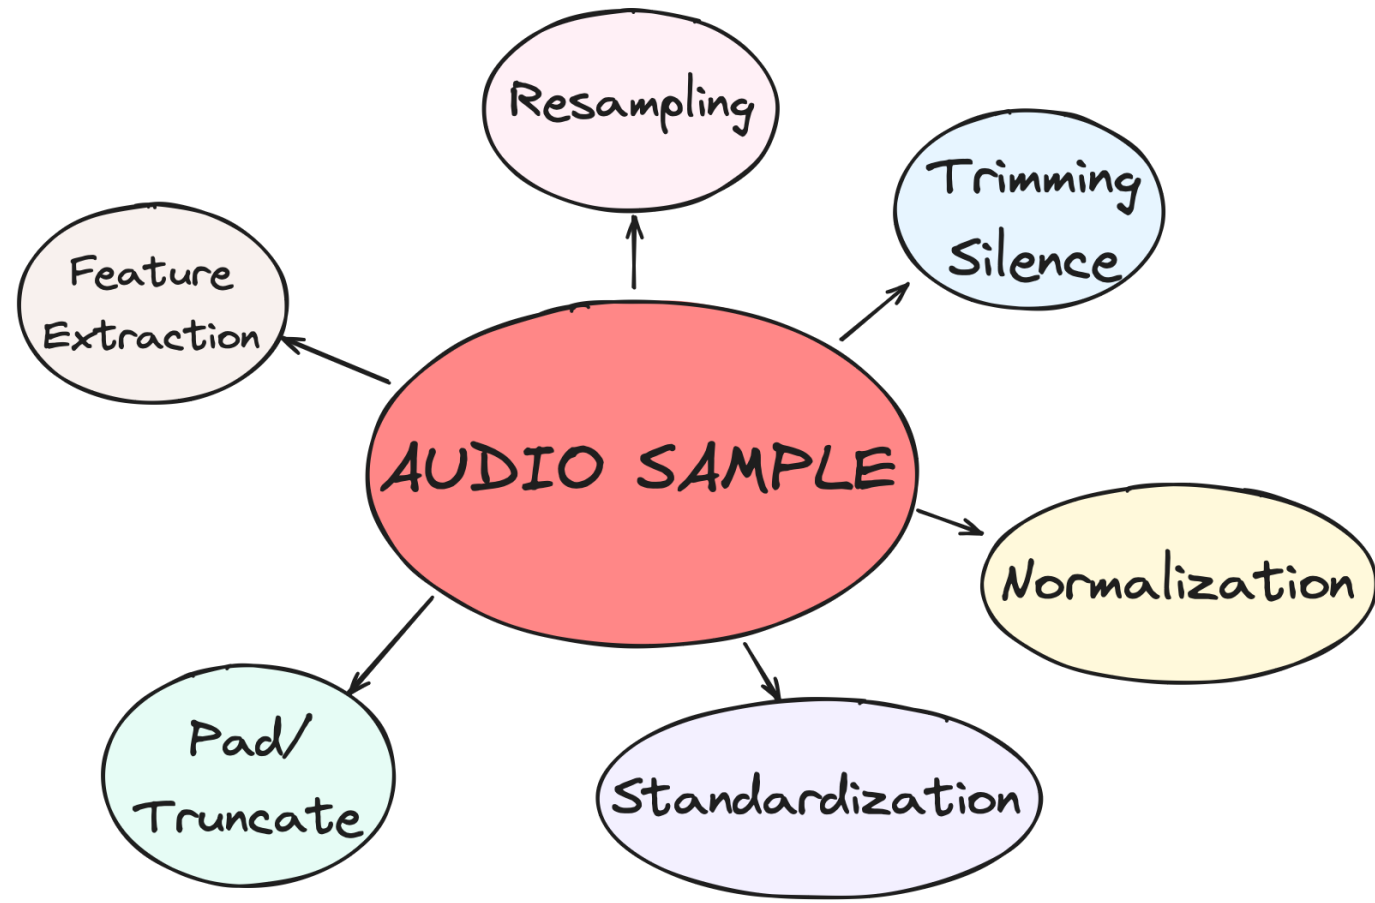 Resampling
Trimming
Silence
Feature
Extraction
AUDIO SAMPLE
Normalization
Pad/
Truncate
Standardization